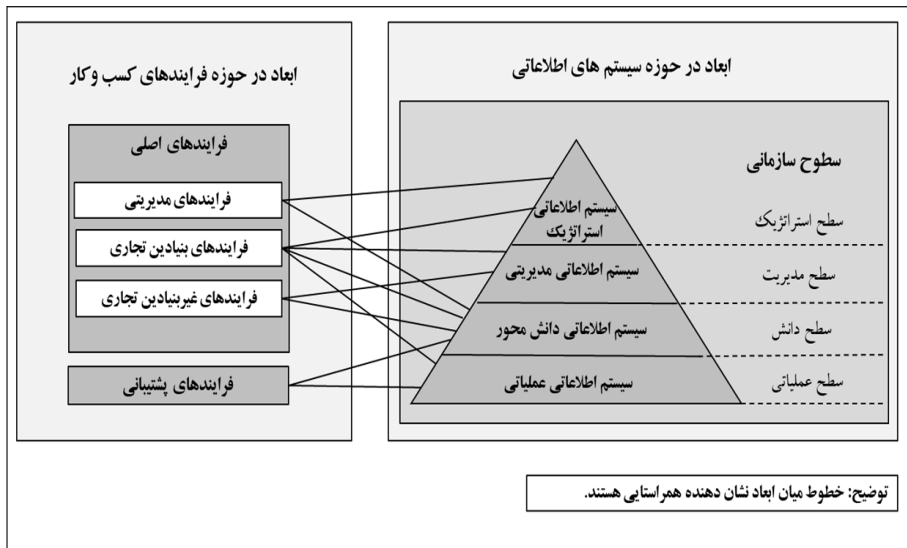 ابعاد در حوزه فرایندهای کسب وکار
فرایندهای اصلی
فرایندهای مدیریتی
فرایندهای بنیادین تجاری
فرایندهای غیربنیادین تجاری
فرایندهای پشتیبانی
ابعاد در حوزه سیستم های اطلاعاتی
سطوح سازمانی
سیستم اطلاعاتی
استراتژیک
سطح استراتژیک
سیستم اطلاعاتی مدیریتی
سطح مدیریت
سیستم اطلاعاتی دانش محور
سطح دانش
سیستم اطلاعاتی عملیاتی
سطح عملیاتی
توضیح: خطوط میان ابعاد نشان دهنده همراستایی هستند.